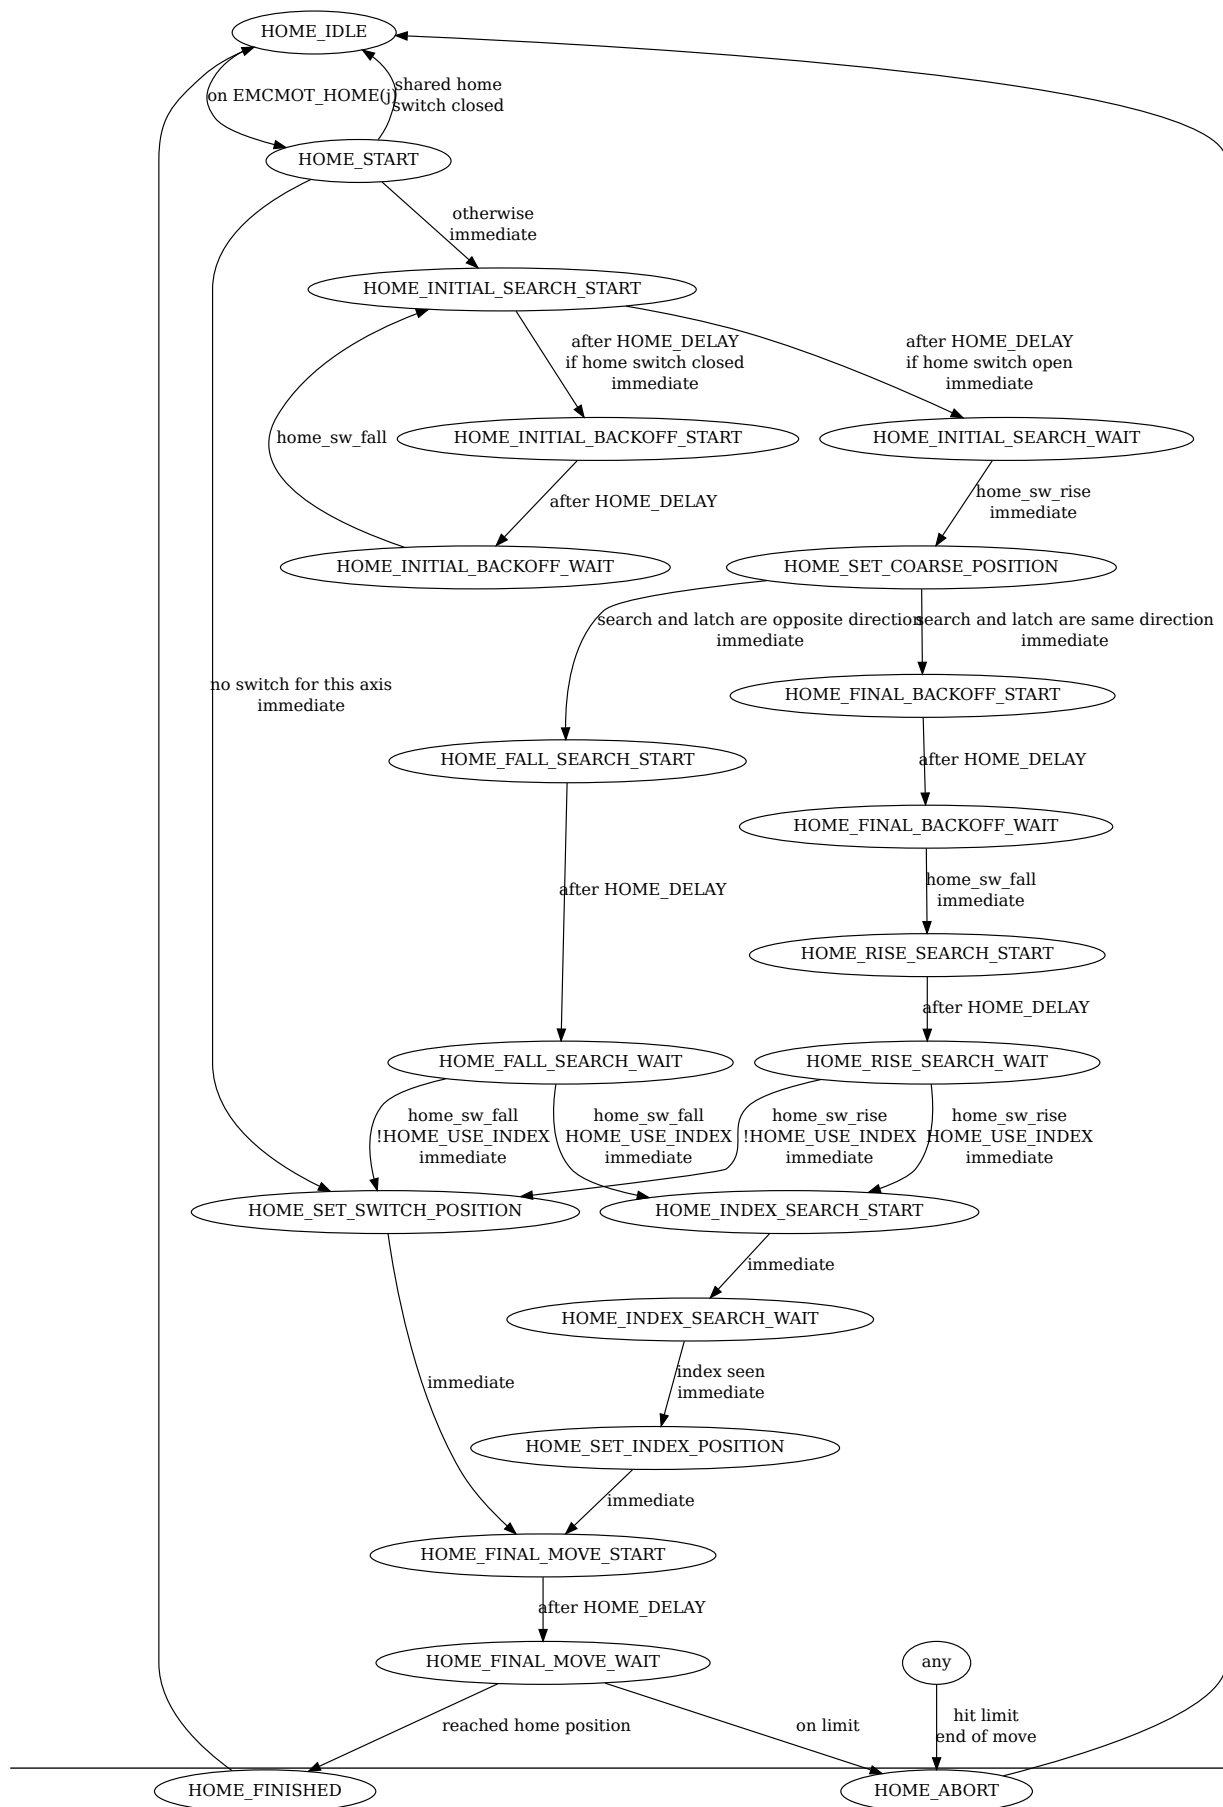 HOME_IDLE
on EMCMOT_HOME(j)
shared home
switch closed
HOME_START
otherwise
immediate
HOME_INITIAL_SEARCH_START
after HOME_DELAY
if home switch closed
immediate
after HOME_DELAY
if home switch open
immediate
home_sw_fall
HOME_INITIAL_BACKOFF_START
HOME_INITIAL_SEARCH_WAIT
after HOME_DELAY
home_sw_rise
immediate
HOME_INITIAL_BACKOFF_WAIT
HOME_SET_COARSE_POSITION
search and latch are opposite direction
immediate
search and latch are same direction
immediate
no switch for this axis
immediate
HOME_FINAL_BACKOFF_START
HOME_FALL_SEARCH_START
after HOME_DELAY
HOME_FINAL_BACKOFF_WAIT
after HOME_DELAY
home_sw_fall
immediate
HOME_RISE_SEARCH_START
after HOME_DELAY
HOME_FALL_SEARCH_WAIT
HOME_RISE_SEARCH_WAIT
home_sw_fall
!HOME_USE_INDEX
immediate
home_sw_fall
HOME_USE_INDEX
immediate
home_sw_rise
!HOME_USE_INDEX
immediate
home_sw_rise
HOME_USE_INDEX
immediate
HOME_SET_SWITCH_POSITION
HOME_INDEX_SEARCH_START
immediate
HOME_INDEX_SEARCH_WAIT
immediate
index seen
immediate
HOME_SET_INDEX_POSITION
immediate
HOME_FINAL_MOVE_START
after HOME_DELAY
HOME_FINAL_MOVE_WAIT
any
reached home position
on limit
hit limit
end of move
HOME_FINISHED
HOME_ABORT